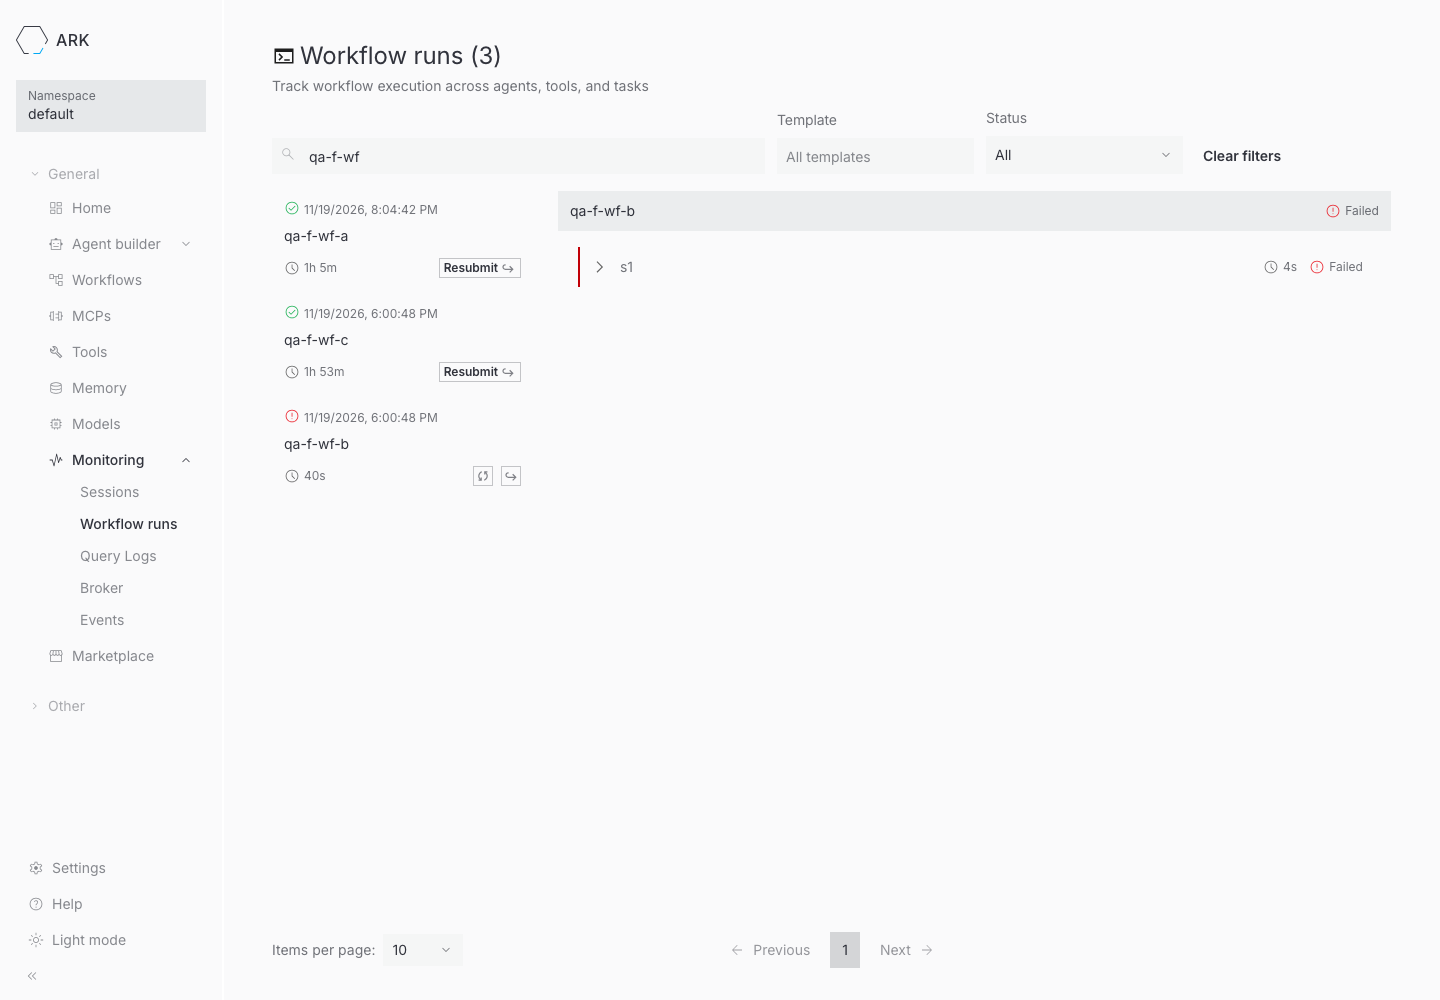 ARK
Namespace
default
General
Home
Agent builder
Workflows
MCPs
Tools
Memory
Models
Monitoring
Sessions
Workflow runs
Query Logs
Broker
Events
Marketplace
Other
Settings
Help
Light mode
Workflow runs (3)
Track workflow execution across agents, tools, and tasks
Template
Status
qa-f-wf
All templates
All
Clear filters
11/19/2026, 8:04:42 PM
qa-f-wf-a
1h 5m
Resubmit
11/19/2026, 6:00:48 PM
qa-f-wf-c
1h 53m
Resubmit
11/19/2026, 6:00:48 PM
qa-f-wf-b
40s
qa-f-wf-b
Failed
s1
4s
Failed
Items per page:
10
Previous
1
Next